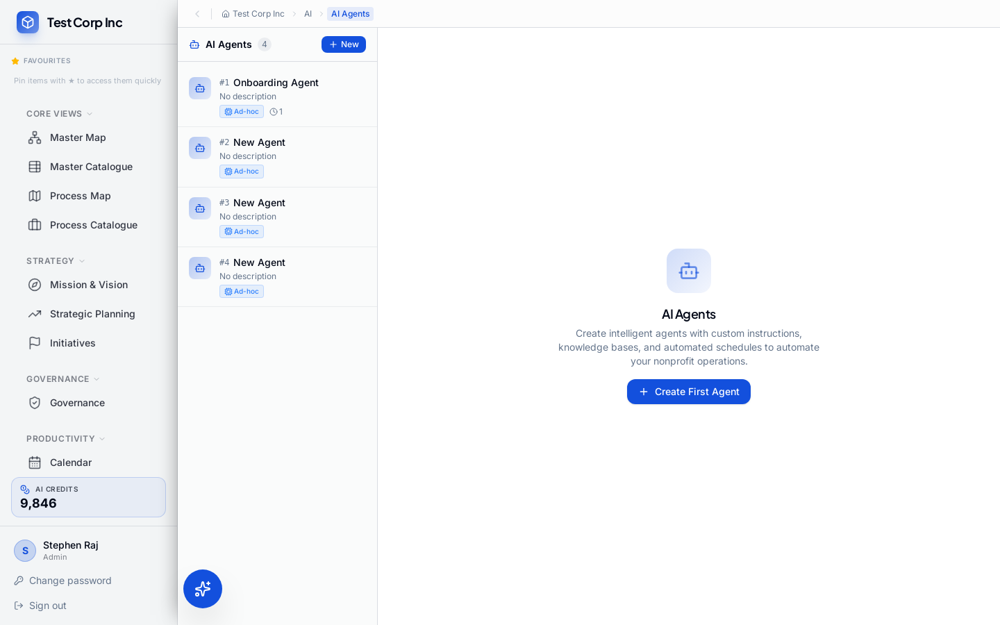 Test Corp Inc
FAVOURITES
Pin items with ★ to access them quickly
CORE VIEWS
Master Map
Master Catalogue
Process Map
Process Catalogue
STRATEGY
Mission & Vision
Strategic Planning
Initiatives
GOVERNANCE
Governance
PRODUCTIVITY
Calendar
AI CREDITS
9,846
S
Stephen Raj
Admin
Change password
Sign out
Test Corp Inc AI AI Agents
AI Agents 4 New
#1 Onboarding Agent
No description
Ad-hoc 1
#2 New Agent
No description
Ad-hoc
#3 New Agent
No description
Ad-hoc
#4 New Agent
No description
Ad-hoc
AI Agents
Create intelligent agents with custom instructions,
knowledge bases, and automated schedules to automate
your nonprofit operations.
Create First Agent